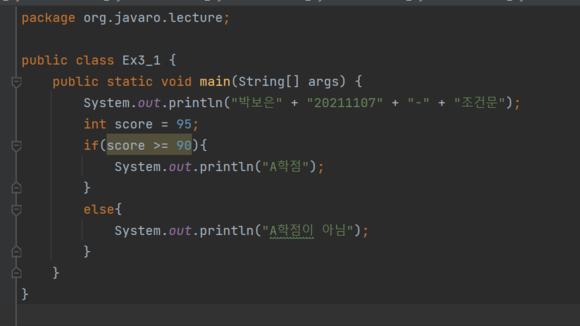 package org.javaro.lecture;
public class Ex3_1 {
public static void main(String[] args) {
System.out.println("박보은" + "20211107" + "-" + "조건문");
int score = 95;
if(score >= 90){
System.out.println("A학점");
}
else{
System.out.println("A학점이 아님");
}
}
}